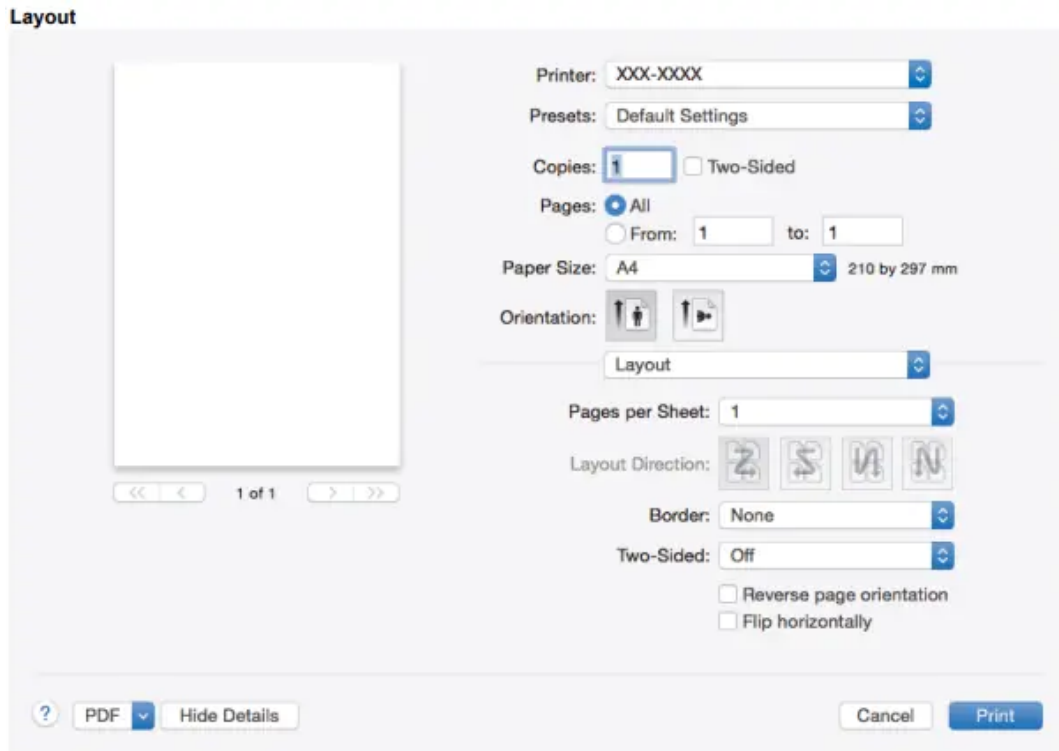 Layout
Printer: XXX-XXXX
Presets: Default Settings
Copies: 1 Two-Sided
Pages: All
From: 1 to: 1
Paper Size: A4 210 by 297 mm
Orientation:
Layout
Pages per Sheet: 1
Layout Direction:
Border: None
Two-Sided: Off
Reverse page orientation
Flip horizontally
<< < 1 of 1 > >>
? PDF Hide Details Cancel Print